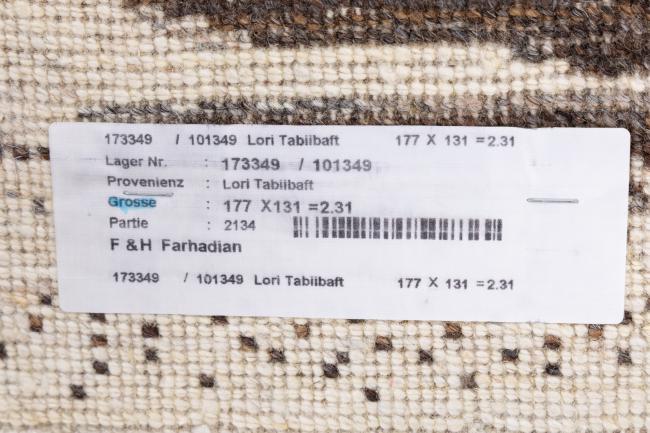 173349 / 101349 Lori Tabiibaft 177 X 131 =2.31
Lager Nr. : 173349 / 101349
Provenienz : Lori Tabiibaft
Grosse : 177 X131 =2.31
Partie : 2134
F & H Farhadian
173349 / 101349 Lori Tabiibaft 177 X 131 =2.31